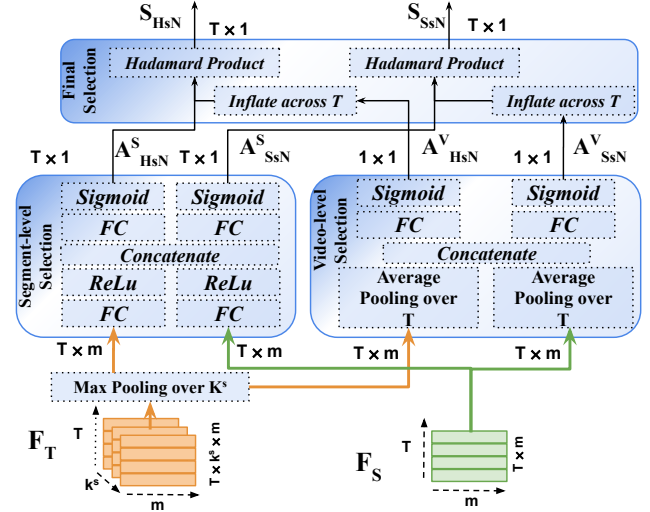 S_HsN
S_SsN
T × 1
T × 1
Final
Selection
Hadamard Product
Hadamard Product
Inflate across T
Inflate across T
T × 1
A^S_HsN
T × 1
A^S_SsN
1 × 1
A^V_HsN
1 × 1
A^V_SsN
Segment-level
Selection
Sigmoid
Sigmoid
FC
FC
Concatenate
ReLu
ReLu
FC
FC
Video-level
Selection
Sigmoid
Sigmoid
FC
FC
Concatenate
Average
Pooling over
T
Average
Pooling over
T
T × m
T × m
T × m
T × m
Max Pooling over K^s
F_T
T
k^s
m
T × k^s × m
F_S
T
m
T × m